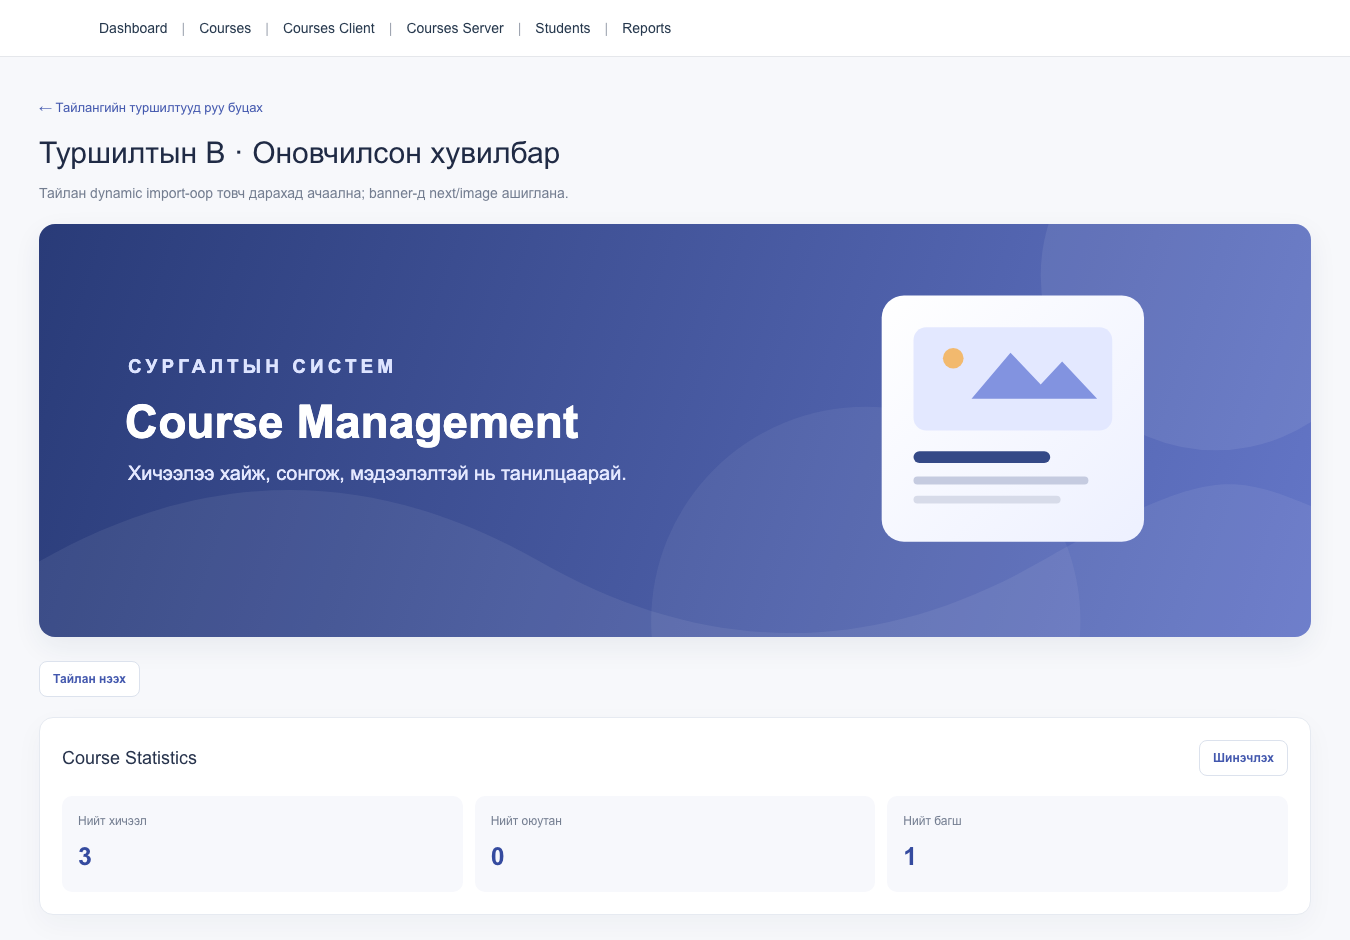 Dashboard | Courses | Courses Client | Courses Server | Students | Reports
← Тайлангийн туршилтууд руу буцах
Туршилтын B · Оновчилсон хувилбар
Тайлан dynamic import-оор товч дарахад ачаална; banner-д next/image ашиглана.
СУРГАЛТЫН СИСТЕМ
Course Management
Хичээлээ хайж, сонгож, мэдээлэлтэй нь танилцаарай.
Тайлан нээх
Course Statistics
Шинэчлэх
Нийт хичээл
3
Нийт оюутан
0
Нийт багш
1